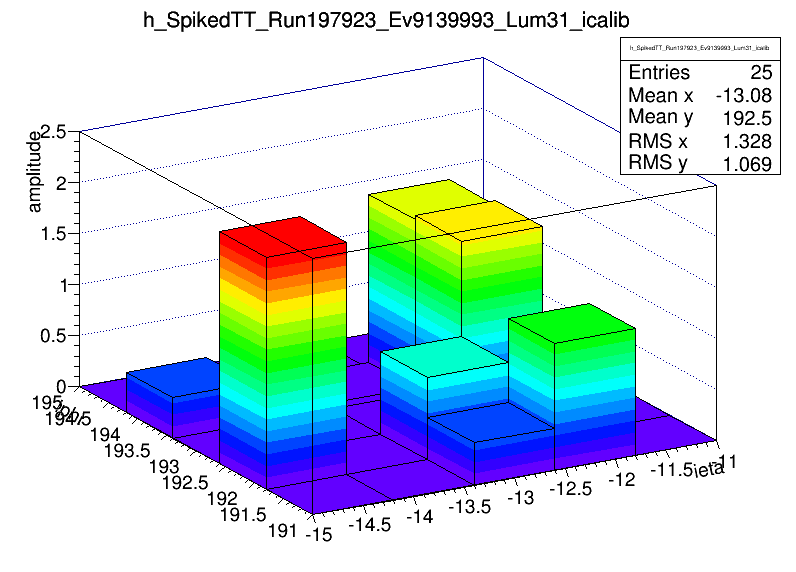 h_SpikedTT_Run197923_Ev9139993_Lum31_icalib
h_SpikedTT_Run197923_Ev9139993_Lum31_icalib
Entries 25
Mean x -13.08
Mean y 192.5
RMS x 1.328
RMS y 1.069
amplitude
2.5
2
1.5
1
0.5
0
195
194.5
194
193.5
193
192.5
192
191.5
191
-15
-14.5
-14
-13.5
-13
-12.5
-12
-11.5
-11
ieta